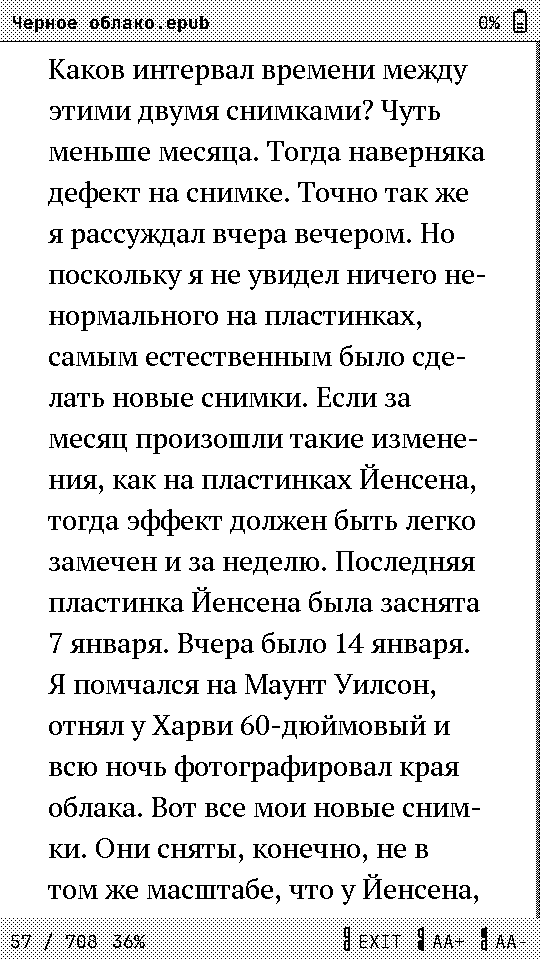 Черное облако.epub 0%
Каков интервал времени между
этими двумя снимками? Чуть
меньше месяца. Тогда наверняка
дефект на снимке. Точно так же
я рассуждал вчера вечером. Но
поскольку я не увидел ничего не-
нормального на пластинках,
самым естественным было сде-
лать новые снимки. Если за
месяц произошли такие измене-
ния, как на пластинках Йенсена,
тогда эффект должен быть легко
замечен и за неделю. Последняя
пластинка Йенсена была заснята
7 января. Вчера было 14 января.
Я помчался на Маунт Уилсон,
отнял у Харви 60-дюймовый и
всю ночь фотографировал края
облака. Вот все мои новые сним-
ки. Они сняты, конечно, не в
том же масштабе, что у Йенсена,
57 / 708 36% EXIT AA+ AA-